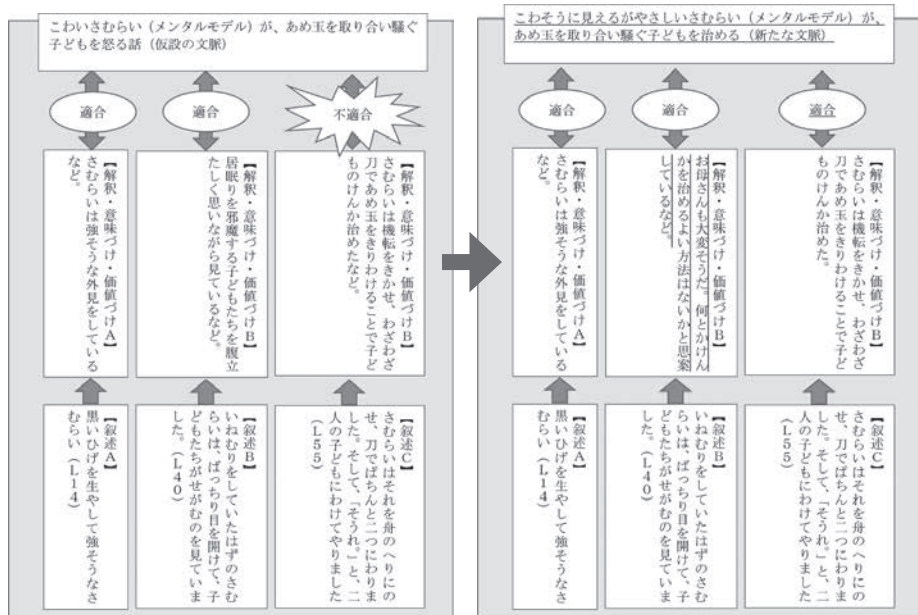 こわいさむらい（メンタルモデル）が、あめ玉を取り合い騒ぐ
子どもを怒る話（仮設の文脈）
適合
適合
不適合
【解釈・意味づけ・価値づけA】
さむらいは強そうな外見をしている
など。
【解釈・意味づけ・価値づけB】
居眠りを邪魔する子どもたちを腹立
たしく思いながら見ているなど。
【解釈・意味づけ・価値づけB】
さむらいは機転をきかせ、わざわざ
刀であめ玉をきりわけることで子ど
ものけんか治めたなど。
【叙述A】
黒いひげを生やして強そうなさ
むらい（L14）
【叙述B】
いねむりをしていたはずのさむ
らいは、ぱっちり目を開けて、子
どもたちがせがむのを見ていま
した。（L40）
【叙述C】
さむらいはそれを舟のへりにの
せ、刀でぱちんと二つにわりま
した。そして、「そうれ。」と、二
人の子どもにわけてやりました
（L55）
こわそうに見えるがやさしいさむらい（メンタルモデル）が、
あめ玉を取り合い騒ぐ子どもを治める（新たな文脈）
適合
適合
適合
【解釈・意味づけ・価値づけA】
さむらいは強そうな外見をしている
など。
【解釈・意味づけ・価値づけB】
お母さんも大変そうだ。何とかけん
かを治めるよい方法はないかと思案
しているなど。
【解釈・意味づけ・価値づけB】
さむらいは機転をきかせ、わざわざ
刀であめ玉をきりわけることで子ど
ものけんか治めた。
【叙述A】
黒いひげを生やして強そうなさ
むらい（L14）
【叙述B】
いねむりをしていたはずのさむ
らいは、ぱっちり目を開けて、子
どもたちがせがむのを見ていま
した。（L40）
【叙述C】
さむらいはそれを舟のへりにの
せ、刀でぱちんと二つにわりま
した。そして、「そうれ。」と、二
人の子どもにわけてやりました
（L55）